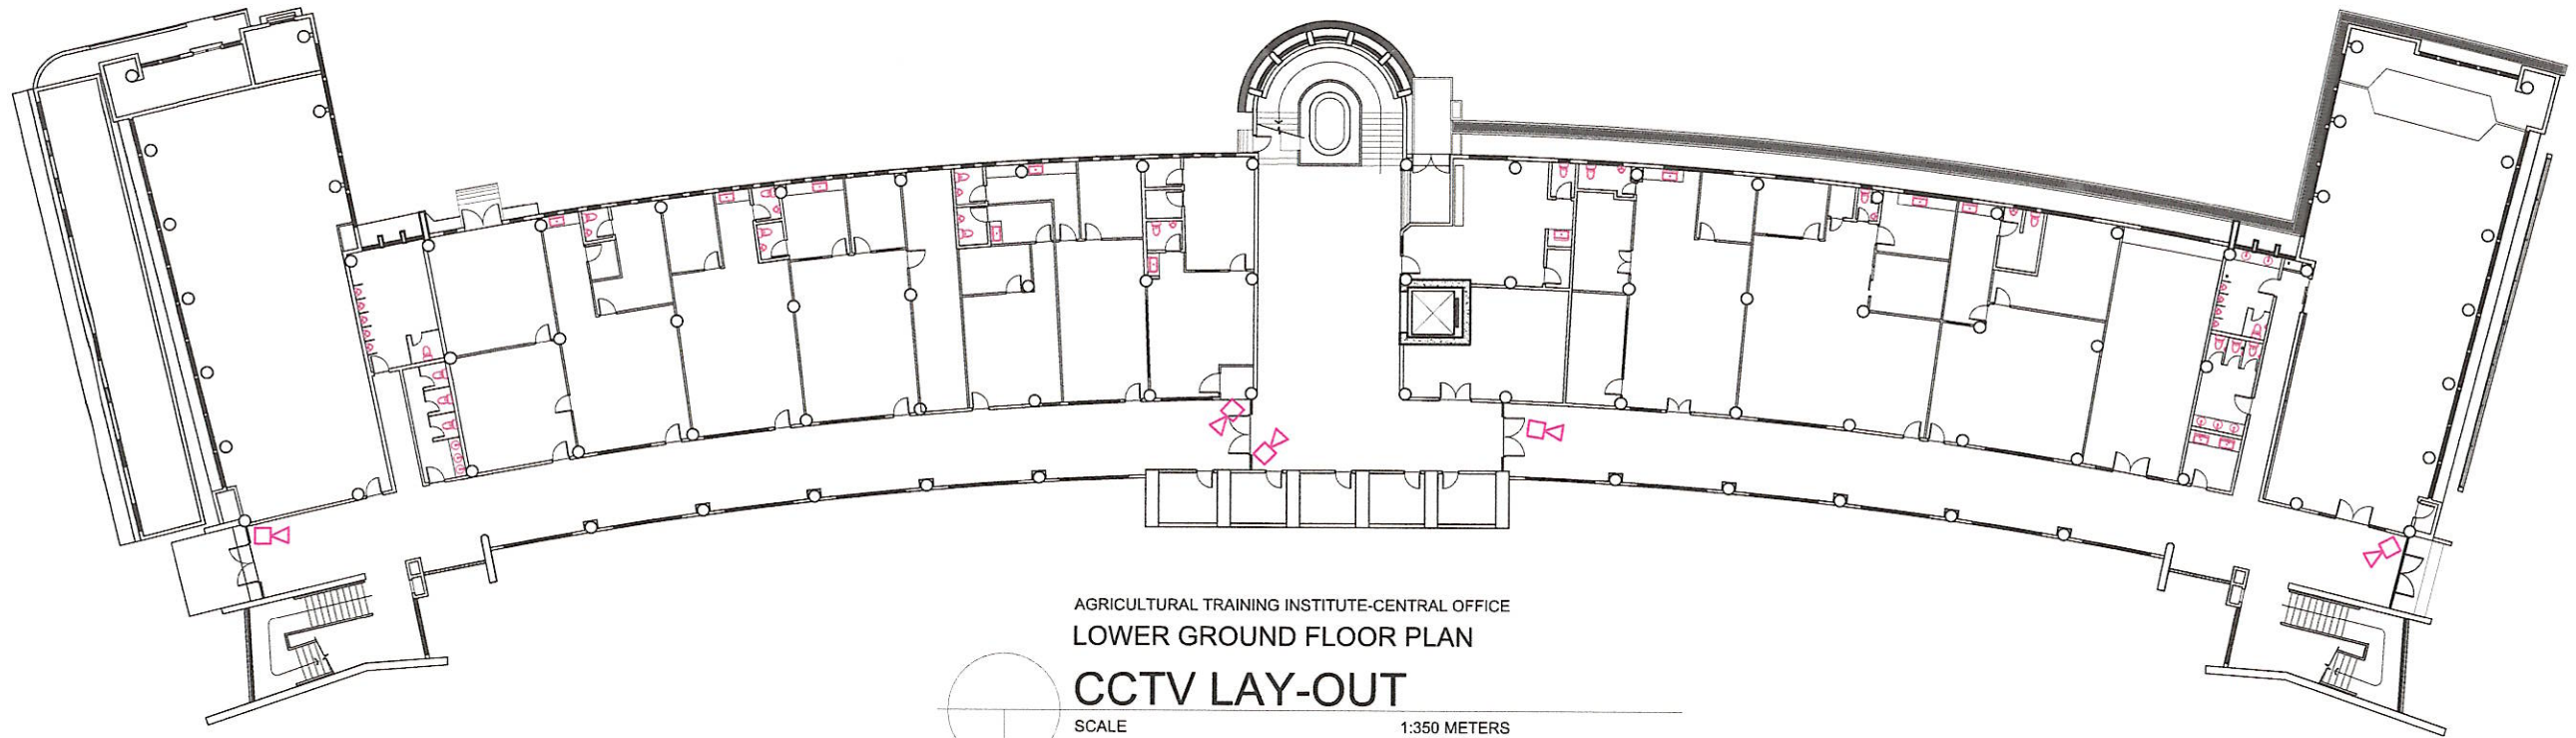 AGRICULTURAL TRAINING INSTITUTE-CENTRAL OFFICE
LOWER GROUND FLOOR PLAN
CCTV LAY-OUT
SCALE 1:350 METERS